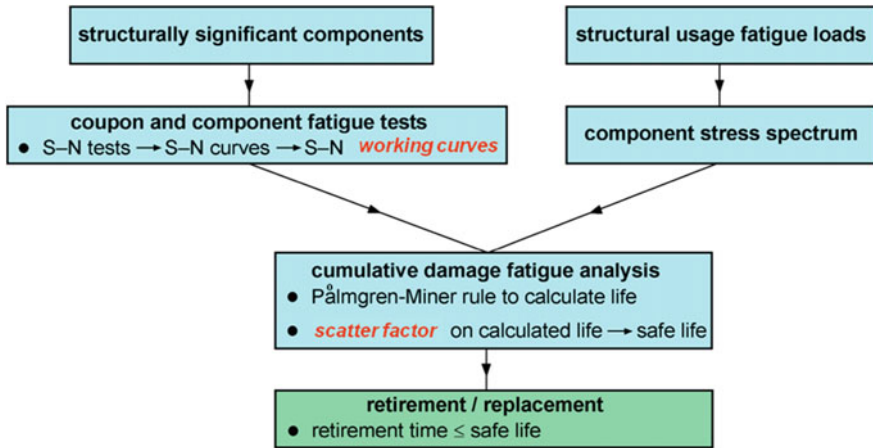 structurally significant components
structural usage fatigue loads
coupon and component fatigue tests
● S–N tests → S–N curves → S–N working curves
component stress spectrum
cumulative damage fatigue analysis
● Pålmgren-Miner rule to calculate life
● scatter factor on calculated life → safe life
retirement / replacement
● retirement time ≤ safe life